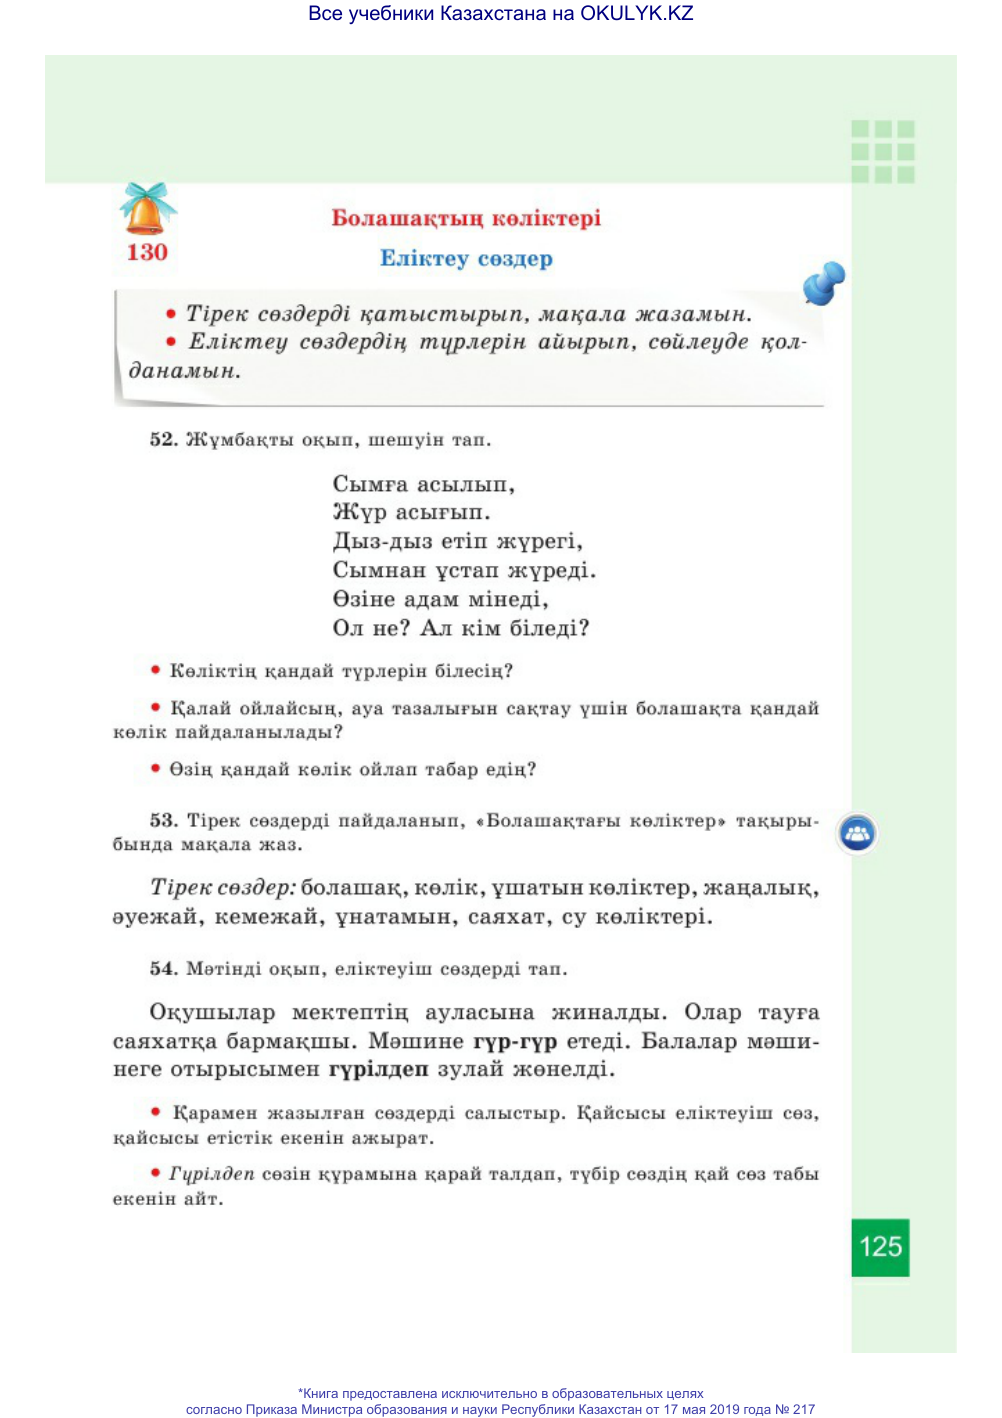 Все учебники Казахстана на OKULYK.KZ
130
Болашақтың көліктері
Еліктеу сөздер
• Тірек сөздерді қатыстырып, мақала жазамын.
• Еліктеу сөздердің түрлерін айырып, сөйлеуде қол-
данамын.
52. Жұмбақты оқып, шешуін тап.
Сымға асылып,
Жүр асығып.
Дыз-дыз етіп жүрегі,
Сымнан ұстап жүреді.
Өзіне адам мінеді,
Ол не? Ал кім біледі?
• Көліктің қандай түрлерін білесің?
• Қалай ойлайсың, ауа тазалығын сақтау үшін болашақта қандай
көлік пайдаланылады?
• Өзің қандай көлік ойлап табар едің?
53. Тірек сөздерді пайдаланып, «Болашақтағы көліктер» тақыры-
бында мақала жаз.
Тірек сөздер: болашақ, көлік, ұшатын көліктер, жаңалық,
әуежай, кемежай, ұнатамын, саяхат, су көліктері.
54. Мәтінді оқып, еліктеуіш сөздерді тап.
Оқушылар мектептің ауласына жиналды. Олар тауға
саяхатқа бармақшы. Мәшине гүр-гүр етеді. Балалар мәши-
неге отырысымен гүрілдеп зулай жөнелді.
• Қарамен жазылған сөздерді салыстыр. Қайсысы еліктеуіш сөз,
қайсысы етістік екенін ажырат.
• Гүрілдеп сөзін құрамына қарай талдап, түбір сөздің қай сөз табы
екенін айт.
125
*Книга предоставлена исключительно в образовательных целях
согласно Приказа Министра образования и науки Республики Казахстан от 17 мая 2019 года № 217